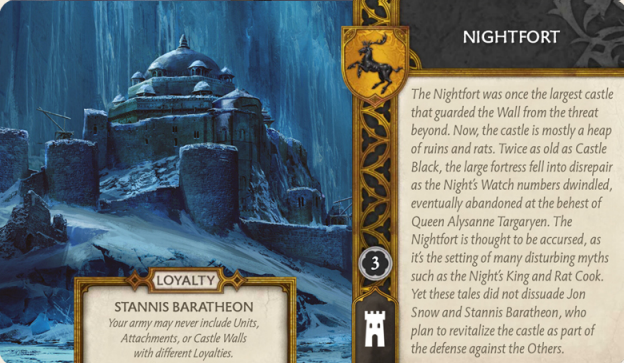 NIGHTFORT
The Nightfort was once the largest castle
that guarded the Wall from the threat
beyond. Now, the castle is mostly a heap
of ruins and rats. Twice as old as Castle
Black, the large fortress fell into disrepair
as the Night's Watch numbers dwindled,
eventually abandoned at the behest of
Queen Alysanne Targaryen. The
Nightfort is thought to be accursed, as
it's the setting of many disturbing myths
such as the Night's King and Rat Cook.
Yet these tales did not dissuade Jon
Snow and Stannis Baratheon, who
plan to revitalize the castle as part of
the defense against the Others.
3
LOYALTY
STANNIS BARATHEON
Your army may never include Units,
Attachments, or Castle Walls
with different Loyalties.